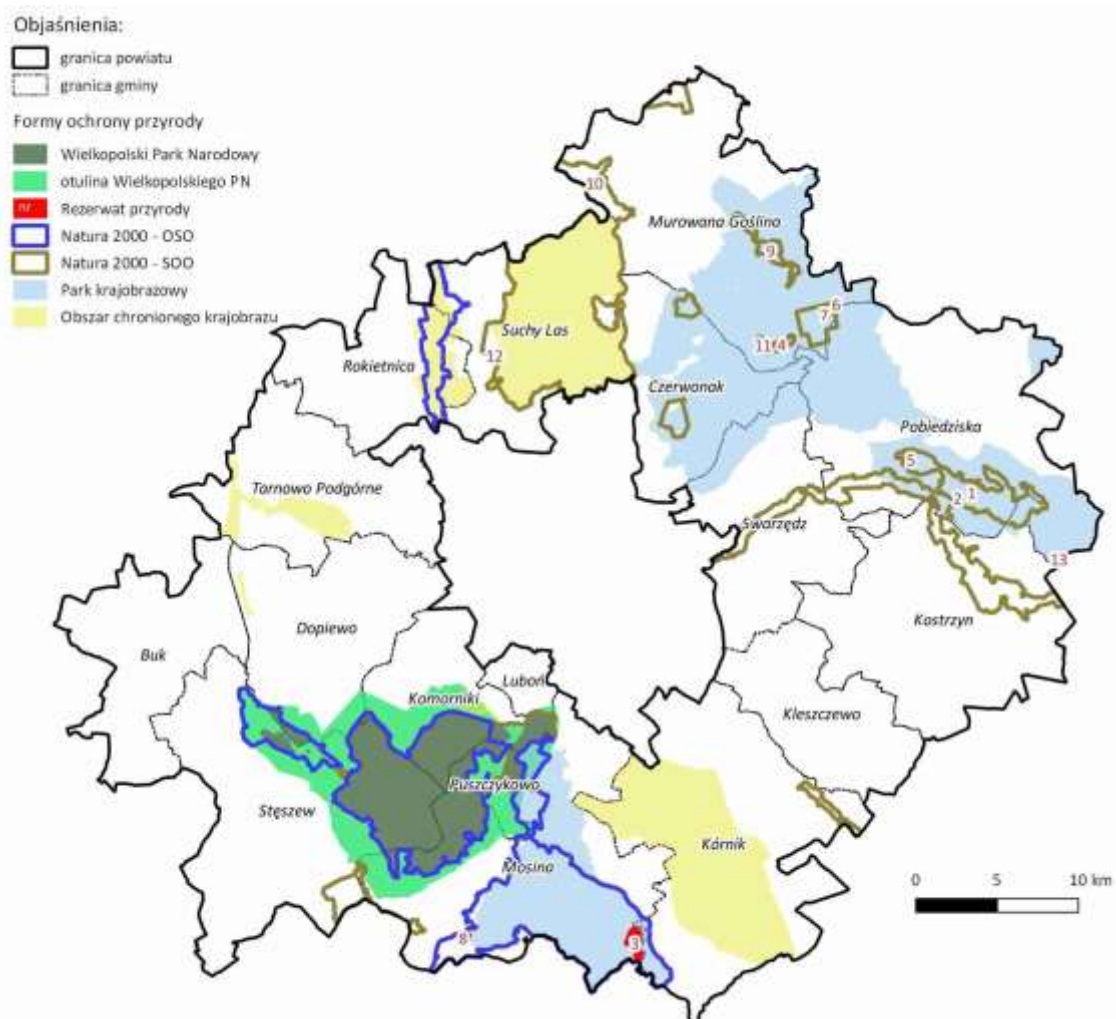 Objaśnienia:
granica powiatu
granica gminy
Formy ochrony przyrody
Wielkopolski Park Narodowy
otulina Wielkopolskiego PN
nr Rezerwat przyrody
Natura 2000 - OSO
Natura 2000 - SOO
Park krajobrazowy
Obszar chronionego krajobrazu
10
Murowana Goślina
9
6
7
Suchy Las
11 4
12
Rokietnica
Czerwonak
Pobiedziska
5
Tarnowo Podgórne
2 1
Swarzędz
13
Kostrzyn
Dopiewo
Buk
Luboń
Komorniki
Kleszczewo
Puszczykowo
Stęszew
Kórnik
Mosina
0 5 10 km
8
3